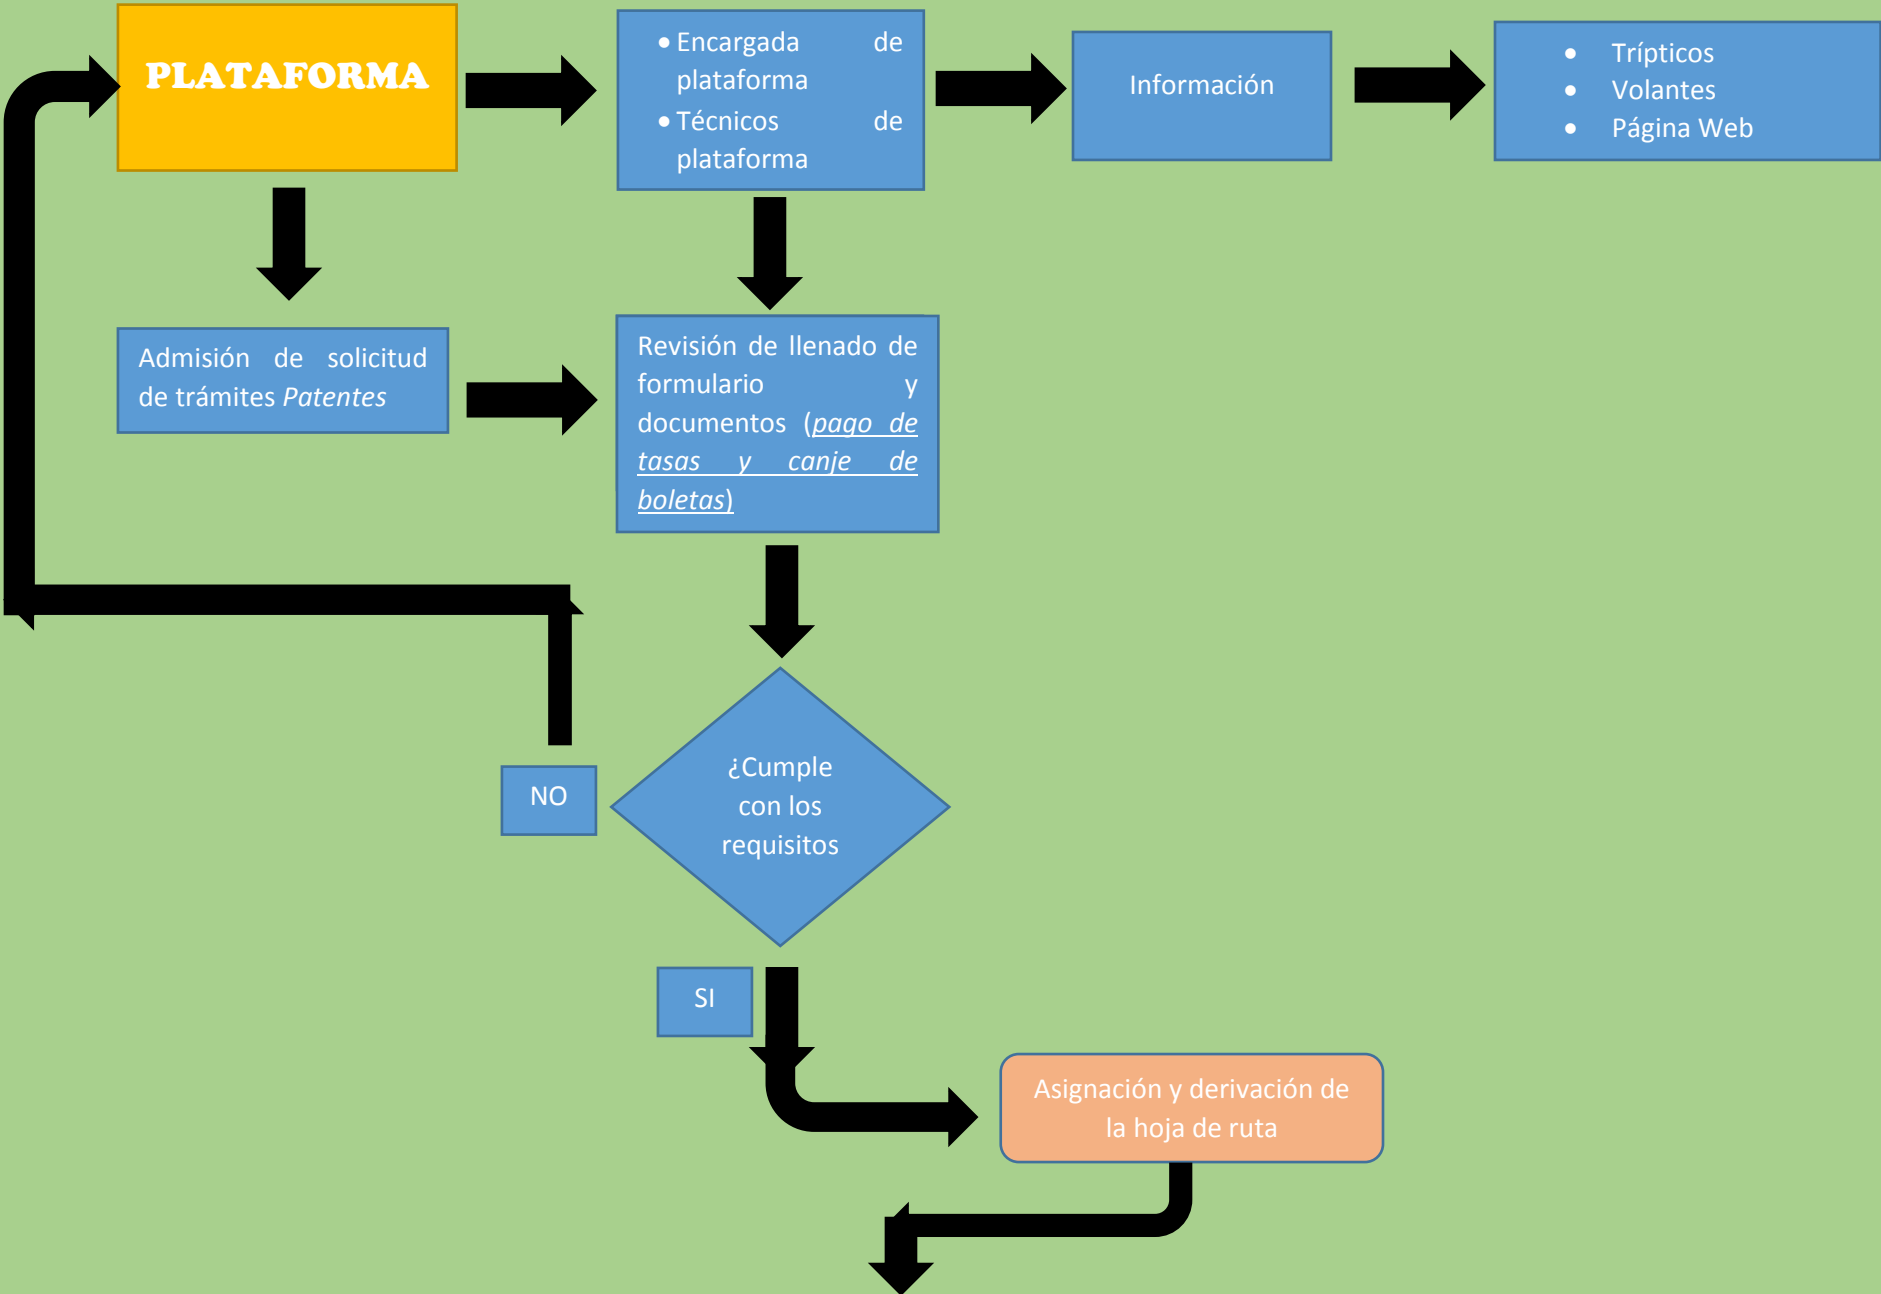 PLATAFORMA
• Encargada de
plataforma
• Técnicos de
plataforma
Información
• Trípticos
• Volantes
• Página Web
Admisión de solicitud
de trámites Patentes
Revisión de llenado de
formulario y
documentos (pago de
tasas y canje de
boletas)
¿Cumple
con los
requisitos
NO
SI
Asignación y derivación de
la hoja de ruta